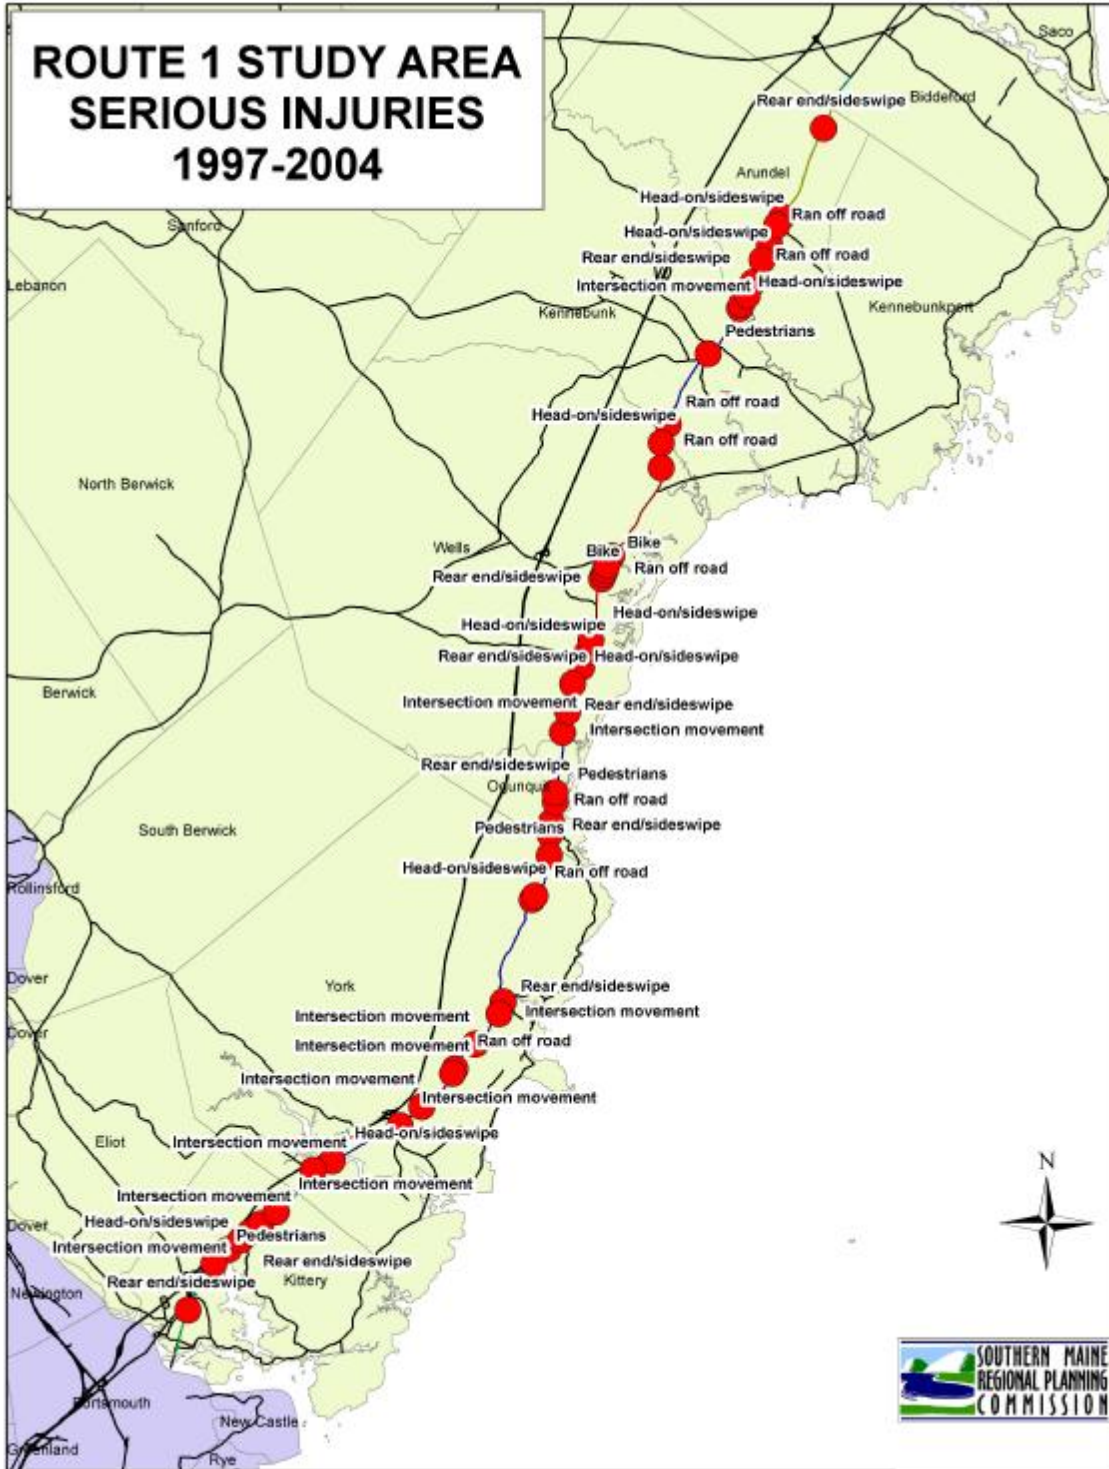 ROUTE 1 STUDY AREA
SERIOUS INJURIES
1997-2004
Saco
Rear end/sideswipe
Biddeford
Arundel
Head-on/sideswipe
Ran off road
Sanford
Head-on/sideswipe
Rear end/sideswipe
Ran off road
Lebanon
Intersection movement
Head-on/sideswipe
Kennebunk
Kennebunkport
Pedestrians
Ran off road
Head-on/sideswipe
Ran off road
North Berwick
Wells
Bike
Bike
Ran off road
Rear end/sideswipe
Head-on/sideswipe
Head-on/sideswipe
Rear end/sideswipe
Head-on/sideswipe
Berwick
Intersection movement
Rear end/sideswipe
Intersection movement
Rear end/sideswipe
Pedestrians
Ogunquit
Ran off road
South Berwick
Pedestrians
Rear end/sideswipe
Head-on/sideswipe
Ran off road
Rollinsford
Dover
York
Rear end/sideswipe
Intersection movement
Intersection movement
Dover
Intersection movement
Ran off road
Intersection movement
Intersection movement
Head-on/sideswipe
Eliot
Intersection movement
Intersection movement
Intersection movement
Dover
Head-on/sideswipe
Pedestrians
Intersection movement
Rear end/sideswipe
Rear end/sideswipe
Kittery
Newington
N
Portsmouth
New Castle
Greenland
Rye
SOUTHERN MAINE
REGIONAL PLANNING
COMMISSION